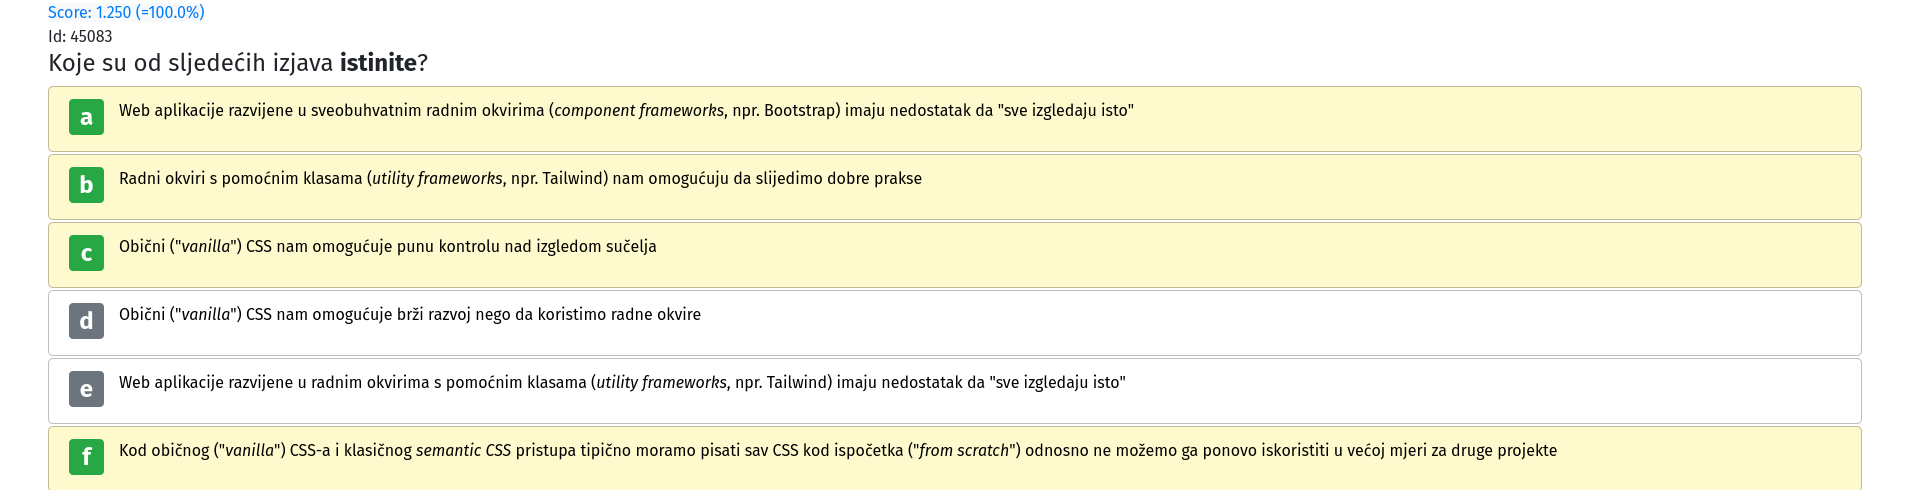 Score: 1.250 (=100.0%)
Id: 45083
Koje su od sljedećih izjava istinite?
a Web aplikacije razvijene u sveobuhvatnim radnim okvirima (component frameworks, npr. Bootstrap) imaju nedostatak da "sve izgledaju isto"
b Radni okviri s pomoćnim klasama (utility frameworks, npr. Tailwind) nam omogućuju da slijedimo dobre prakse
c Obični ("vanilla") CSS nam omogućuje punu kontrolu nad izgledom sučelja
d Obični ("vanilla") CSS nam omogućuje brži razvoj nego da koristimo radne okvire
e Web aplikacije razvijene u radnim okvirima s pomoćnim klasama (utility frameworks, npr. Tailwind) imaju nedostatak da "sve izgledaju isto"
f Kod običnog ("vanilla") CSS-a i klasičnog semantic CSS pristupa tipično moramo pisati sav CSS kod ispočetka ("from scratch") odnosno ne možemo ga ponovo iskoristiti u većoj mjeri za druge projekte